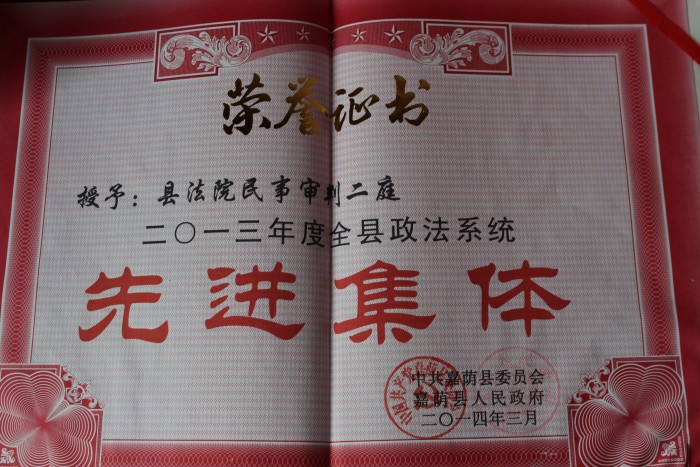 荣誉证书
授予：县法院民事审判二庭
二〇一三年度全县政法系统
先进集体
中共嘉荫县委员会
嘉荫县人民政府
二〇一四年三月